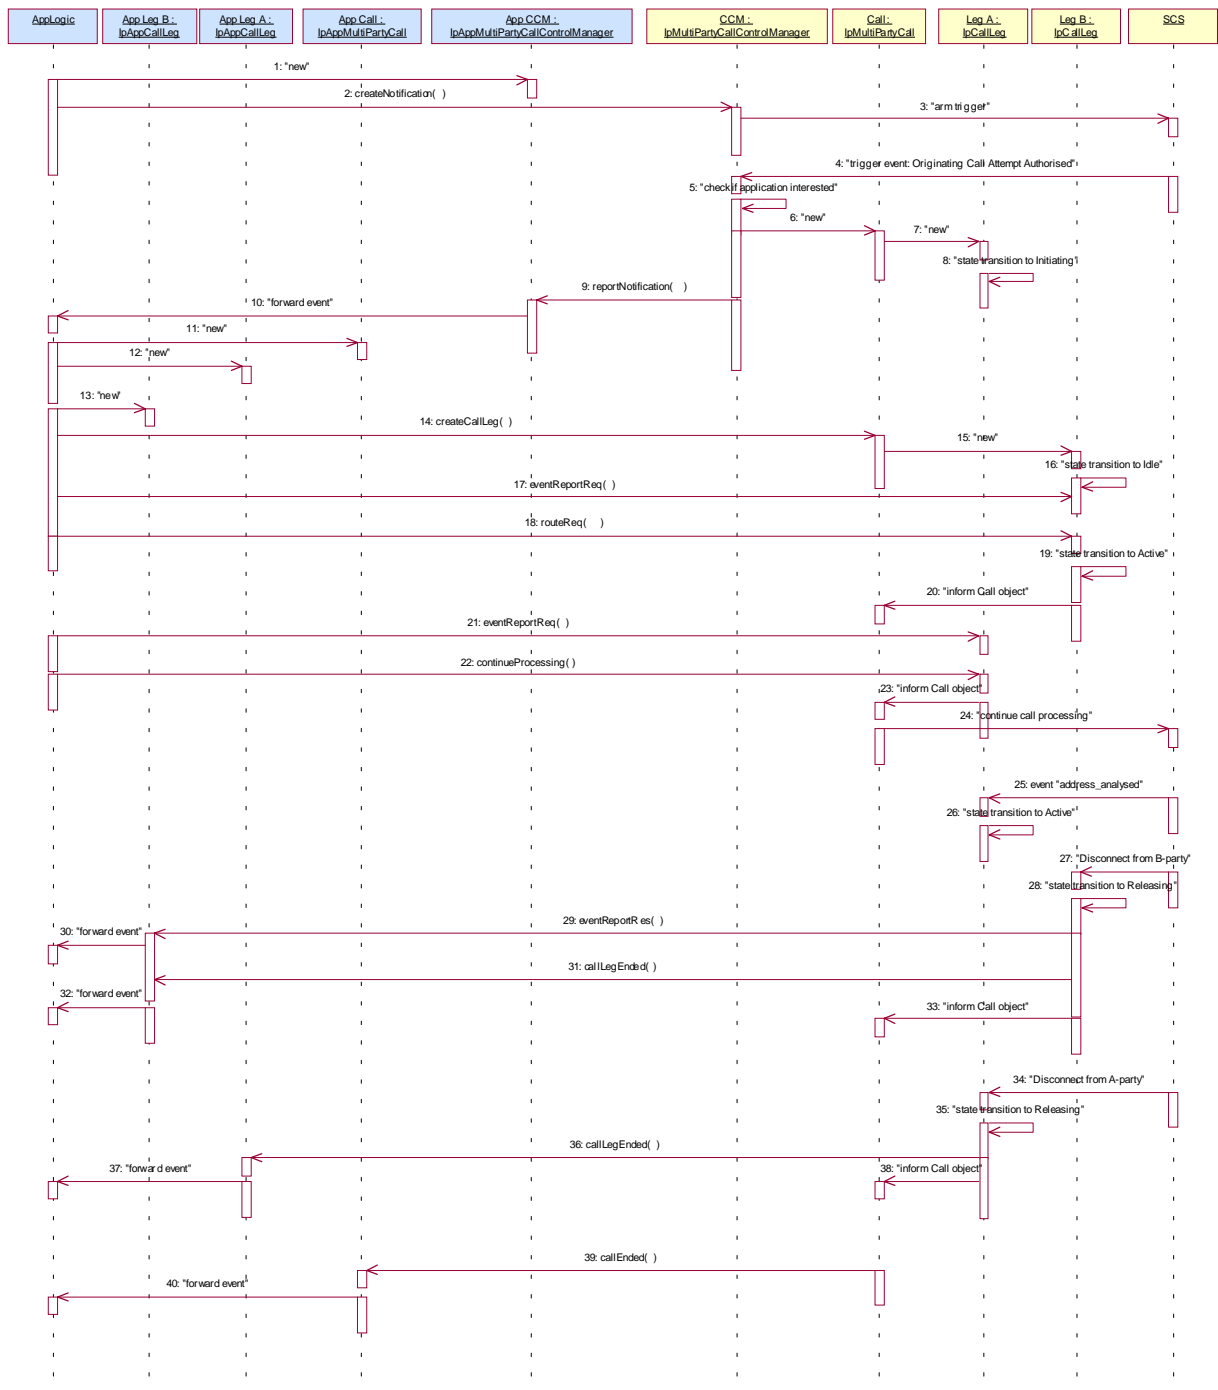 AppLogic
App Leg B :
IpAppCallLeg
App Leg A :
IpAppCallLeg
App Call :
IpAppMultiPartyCall
App CCM :
IpAppMultiPartyCallControlManager
CCM :
IpMultiPartyCallControlManager
Call :
IpMultiPartyCall
Leg A :
IpCallLeg
Leg B :
IpCallLeg
SCS
1: "new"
2: createNotification( )
3: "arm trigger"
4: "trigger event: Originating Call Attempt Authorised"
5: "check if application interested"
6: "new"
7: "new"
8: "state transition to Initiating"
9: reportNotification( )
10: "forward event"
11: "new"
12: "new"
13: "new"
14: createCallLeg( )
15: "new"
16: "state transition to Idle"
17: eventReportReq( )
18: routeReq( )
19: "state transition to Active"
20: "inform Call object"
21: eventReportReq( )
22: continueProcessing( )
23: "inform Call object"
24: "continue call processing"
25: event "address_analysed"
26: "state transition to Active"
27: "Disconnect from B-party"
28: "state transition to Releasing"
29: eventReportRes( )
30: "forward event"
31: callLegEnded( )
32: "forward event"
33: "inform Call object"
34: "Disconnect from A-party"
35: "state transition to Releasing"
36: callLegEnded( )
37: "forward event"
38: "inform Call object"
39: callEnded( )
40: "forward event"